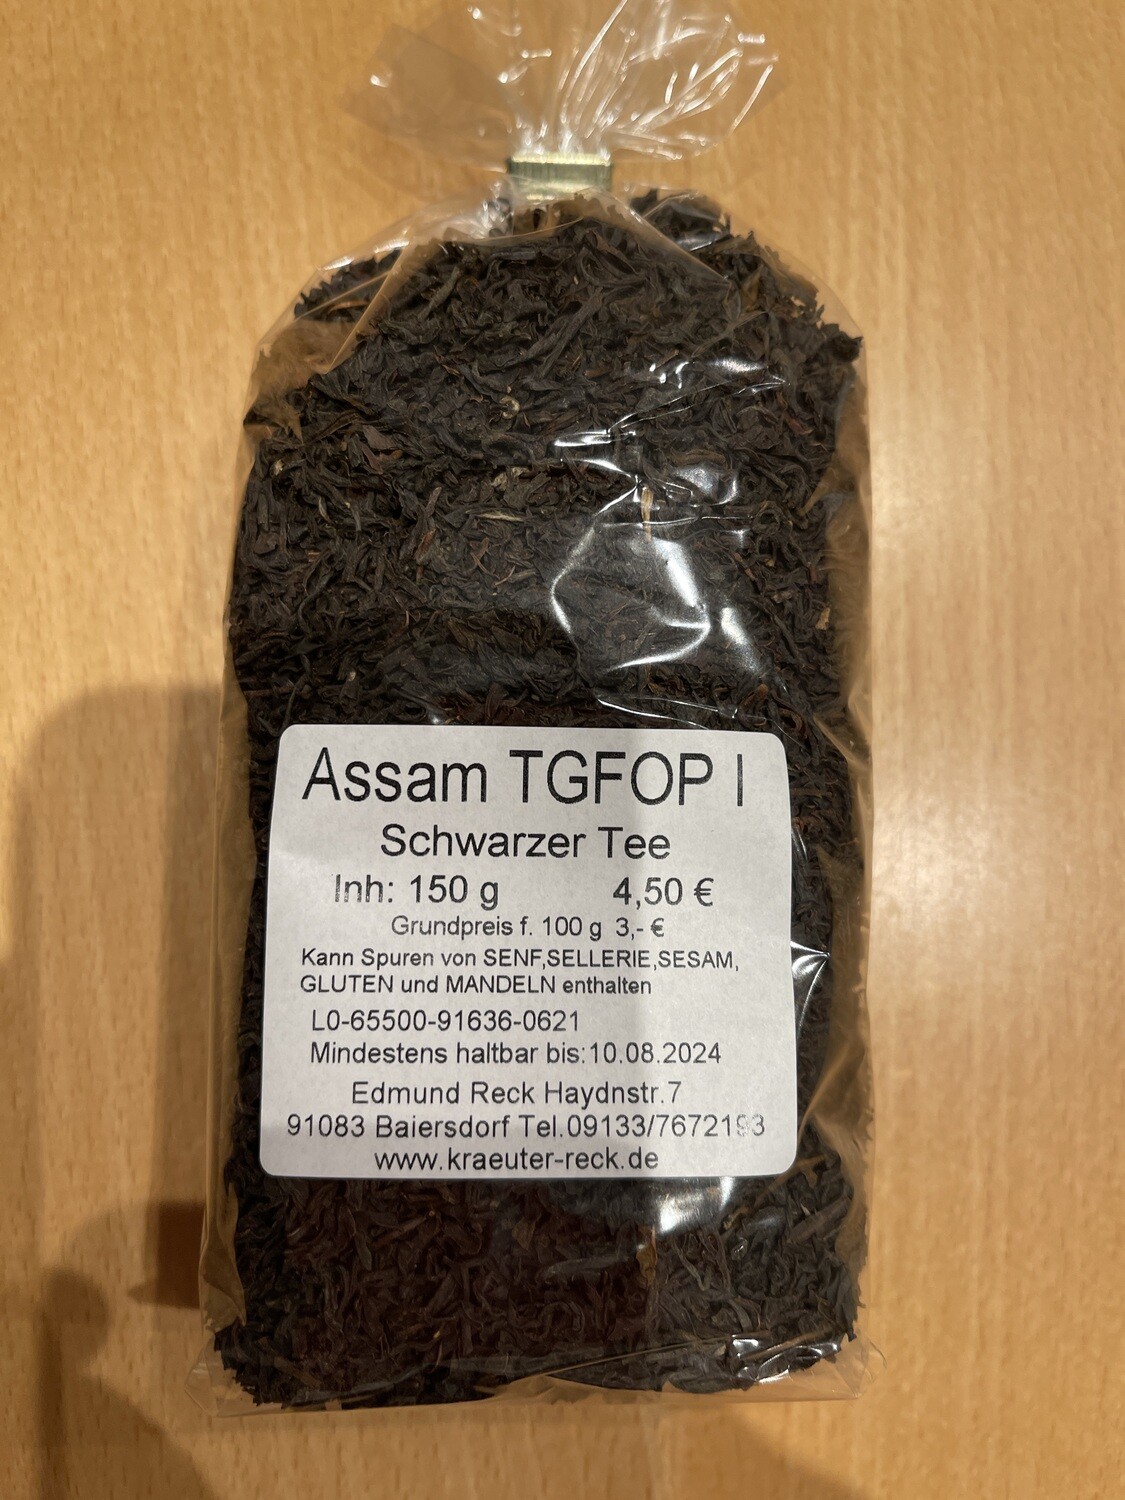 Assam TGFOP I
Schwarzer Tee
Inh: 150 g 4,50 €
Grundpreis f. 100 g 3,- €
Kann Spuren von SENF,SELLERIE,SESAM,
GLUTEN und MANDELN enthalten
L0-65500-91636-0621
Mindestens haltbar bis:10.08.2024
Edmund Reck Haydnstr.7
91083 Baiersdorf Tel.09133/7672193
www.kraeuter-reck.de